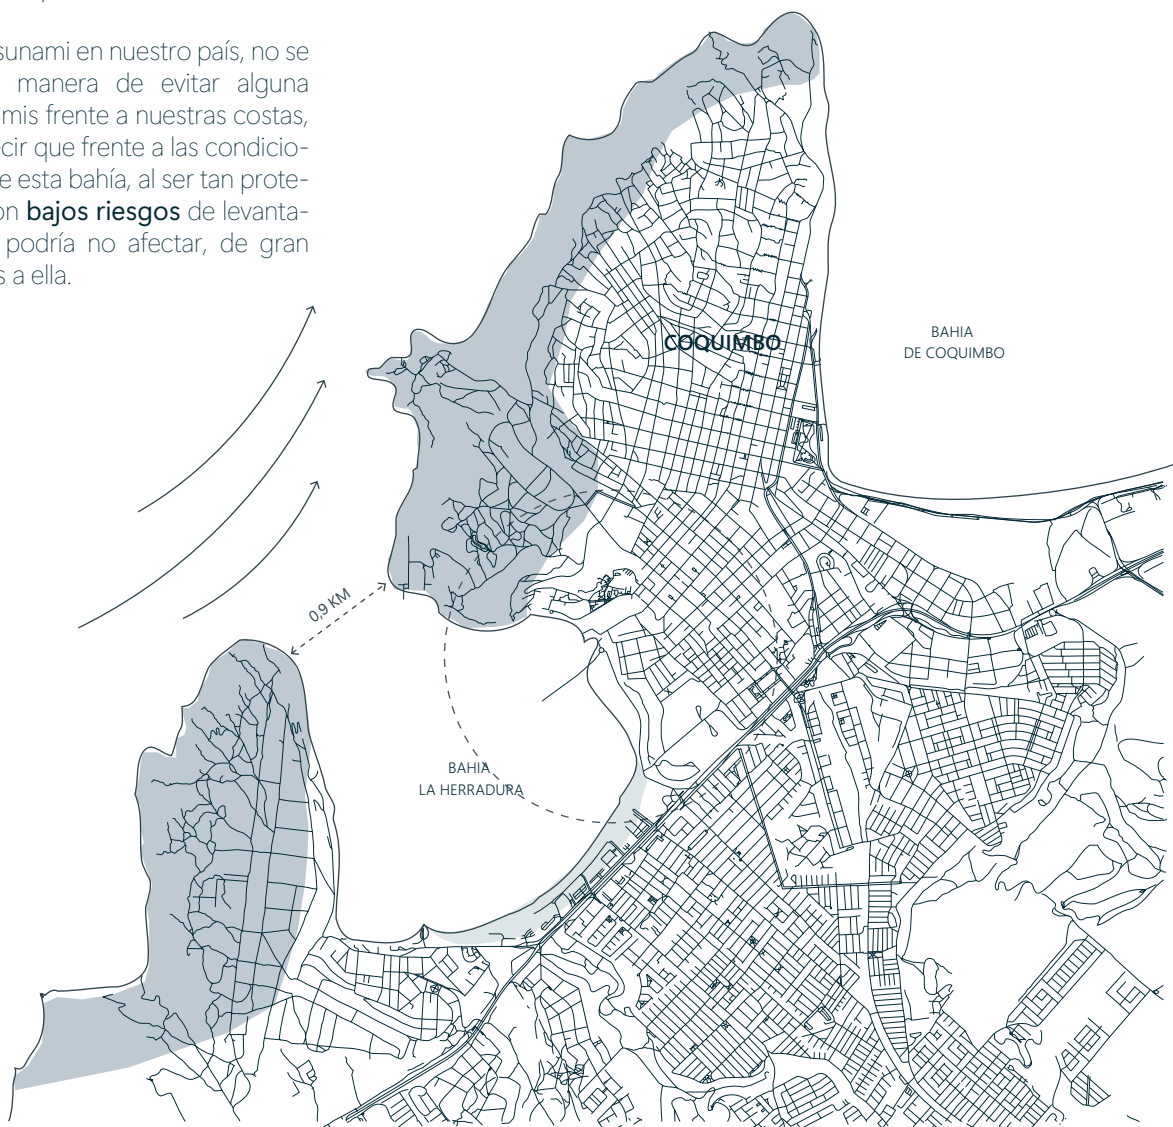 sunami en nuestro país, no se
manera de evitar alguna
mis frente a nuestras costas,
cir que frente a las condicio-
e esta bahía, al ser tan prote-
on bajos riesgos de levanta-
podría no afectar, de gran
s a ella.
COQUIMBO
BAHIA
DE COQUIMBO
0,9 KM
BAHIA
LA HERRADURA